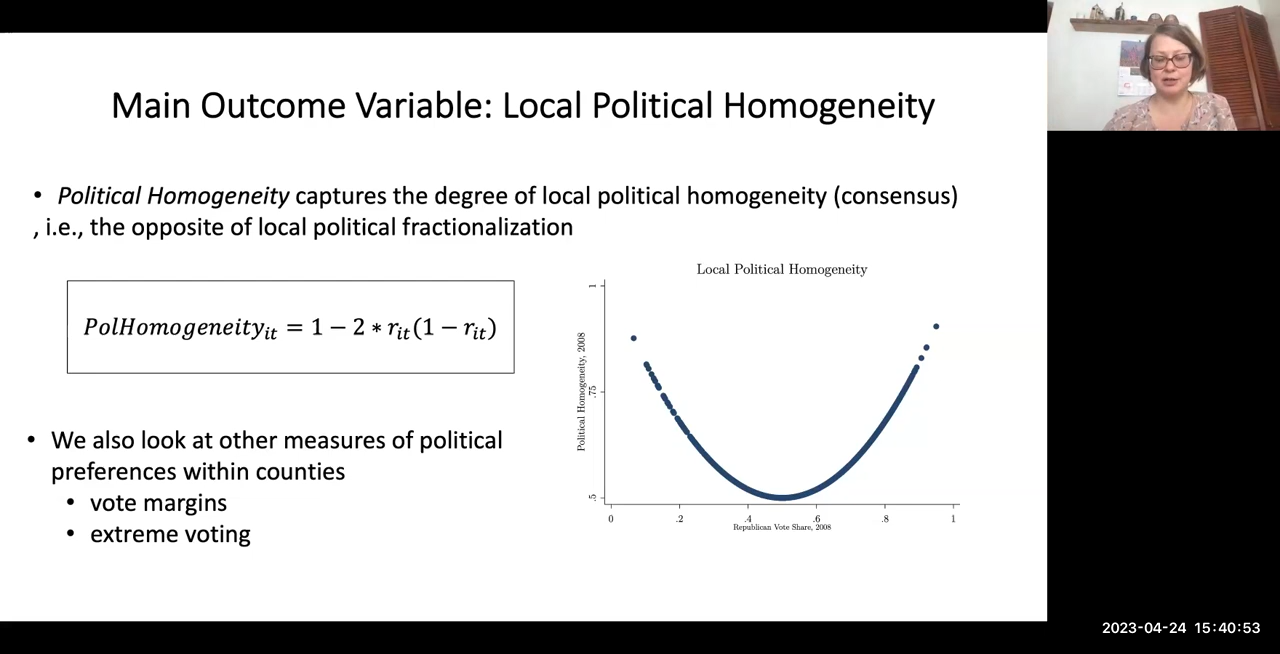 Main Outcome Variable: Local Political Homogeneity
• Political Homogeneity captures the degree of local political homogeneity (consensus)
, i.e., the opposite of local political fractionalization
PolHomogeneity_it = 1 − 2 * r_it(1 − r_it)
• We also look at other measures of political
preferences within counties
• vote margins
• extreme voting
Local Political Homogeneity
Political Homogeneity, 2008
1
.75
.5
0 .2 .4 .6 .8 1
Republican Vote Share, 2008
2023-04-24 15:40:53